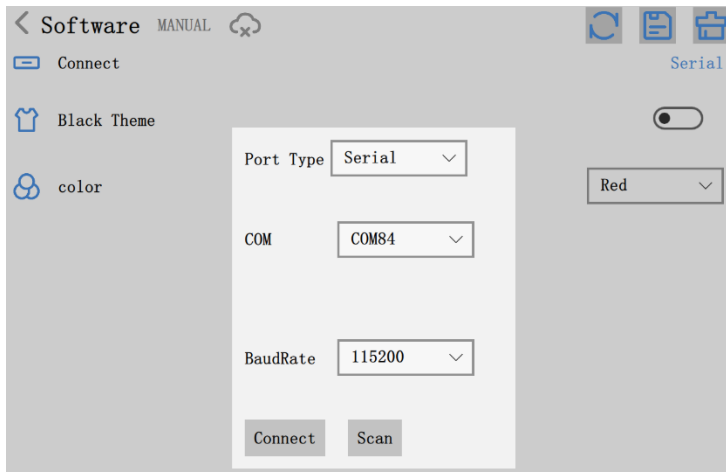 Software MANUAL
Connect Serial
Black Theme
Port Type Serial
color Red
COM COM84
BaudRate 115200
Connect Scan